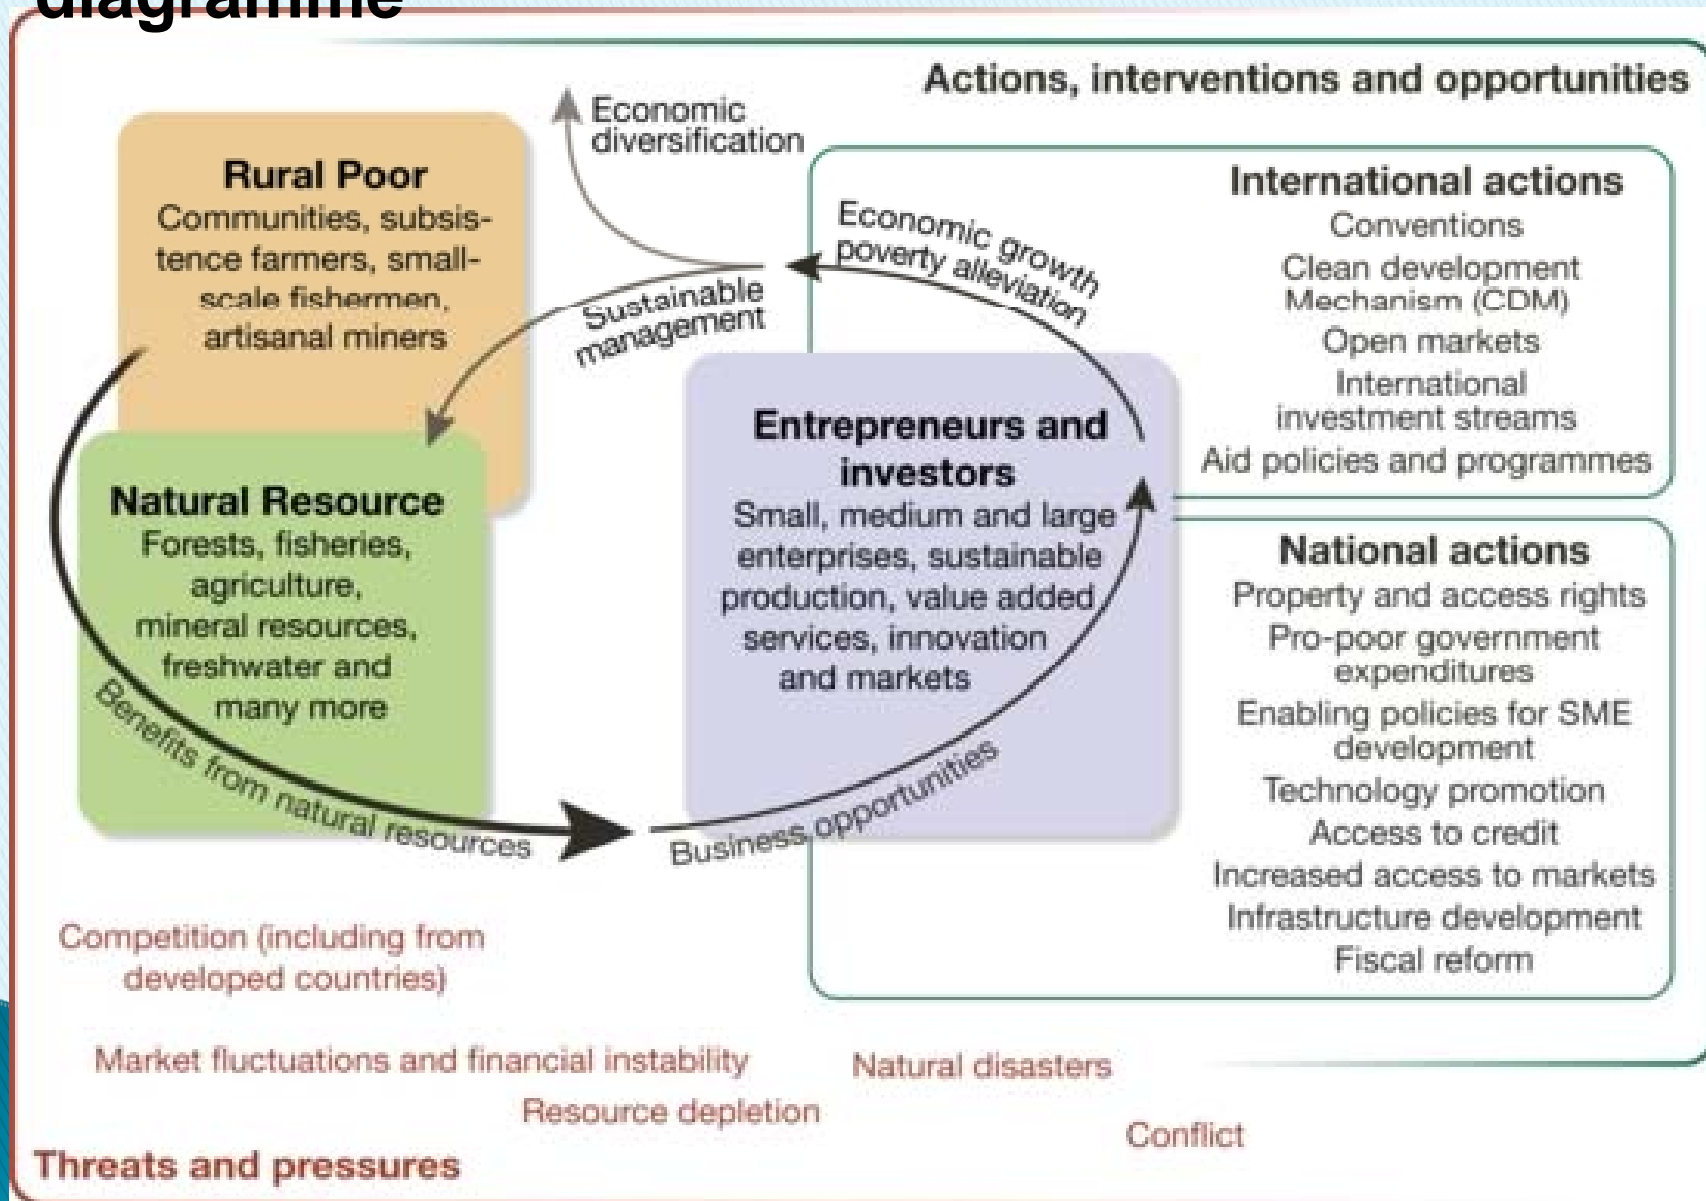 diagramme
Actions, interventions and opportunities
Economic
diversification
Rural Poor
Communities, subsis-
tence farmers, small-
scale fishermen,
artisanal miners
Economic growth
poverty alleviation
Sustainable
management
International actions
Conventions
Clean development
Mechanism (CDM)
Open markets
International
investment streams
Aid policies and programmes
Natural Resource
Forests, fisheries,
agriculture,
mineral resources,
freshwater and
many more
Entrepreneurs and
investors
Small, medium and large
enterprises, sustainable
production, value added
services, innovation
and markets
National actions
Property and access rights
Pro-poor government
expenditures
Enabling policies for SME
development
Technology promotion
Access to credit
Increased access to markets
Infrastructure development
Fiscal reform
Benefits from natural resources
Business opportunities
Competition (including from
developed countries)
Market fluctuations and financial instability
Natural disasters
Resource depletion
Conflict
Threats and pressures